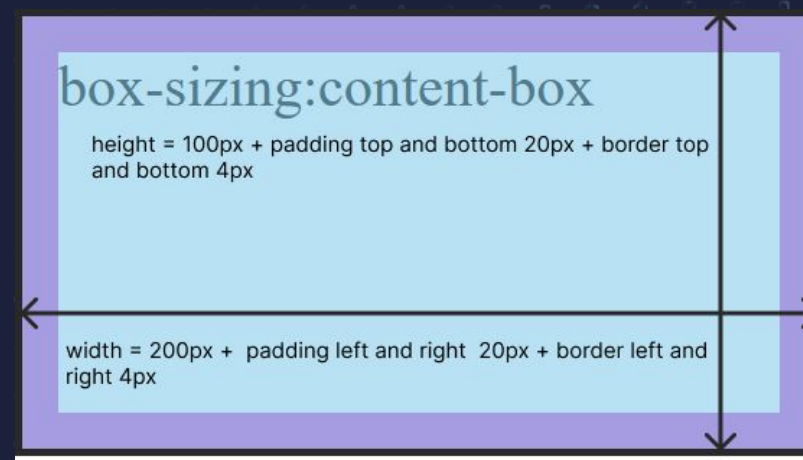 box-sizing:content-box
height = 100px + padding top and bottom 20px + border top
and bottom 4px
width = 200px +  padding left and right  20px + border left and
right 4px